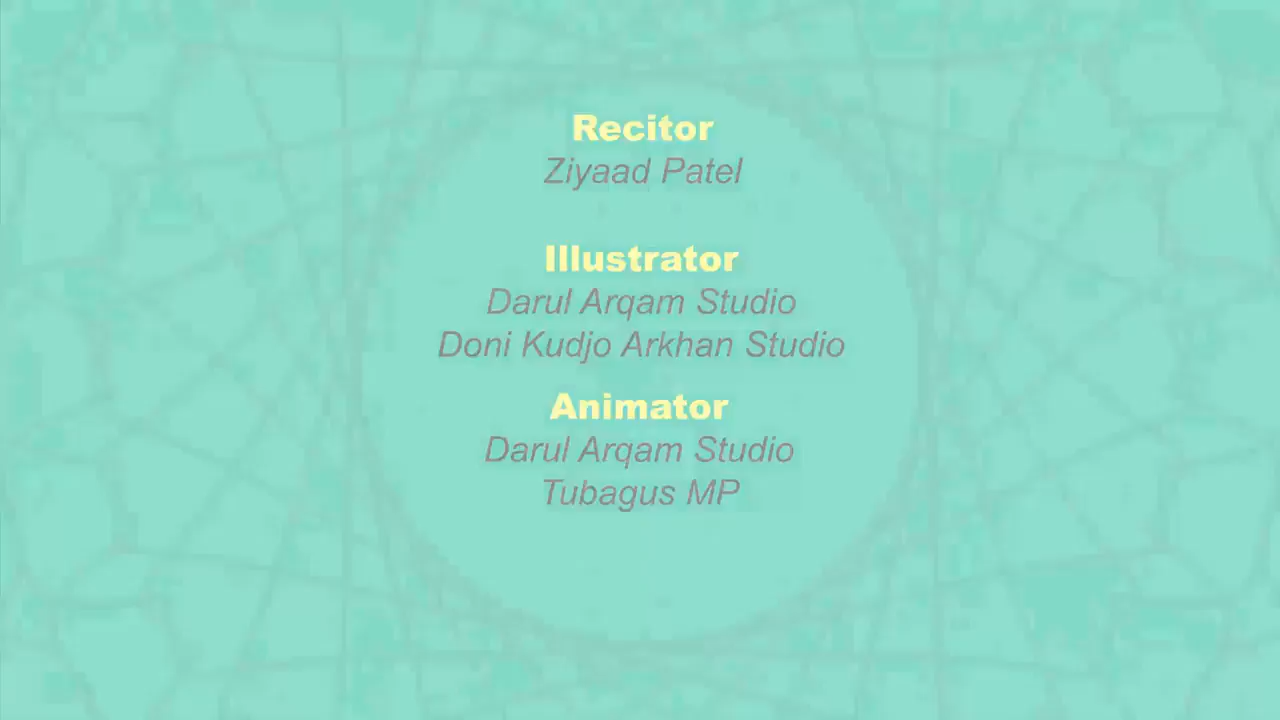 Recitor
Ziyaad Patel
Illustrator
Darul Arqam Studio
Doni Kudjo Arkhan Studio
Animator
Darul Arqam Studio
Tubagus MP